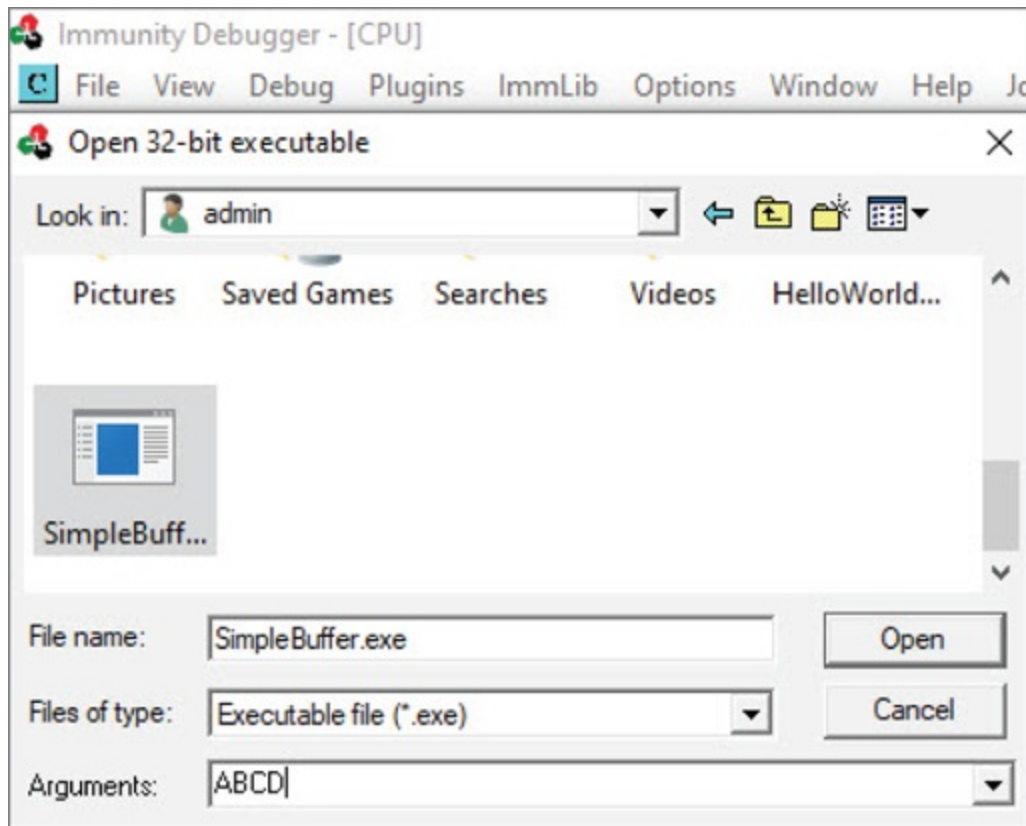 Immunity Debugger - [CPU]
C File View Debug Plugins ImmLib Options Window Help
Open 32-bit executable
Look in: admin
Pictures Saved Games Searches Videos HelloWorld...
SimpleBuff...
File name: SimpleBuffer.exe Open
Files of type: Executable file (*.exe) Cancel
Arguments: ABCD